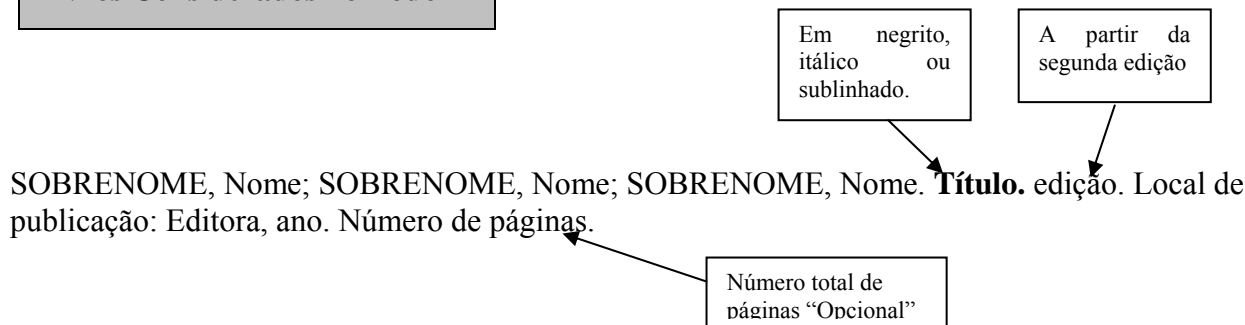 Em negrito,
itálico ou
sublinhado.
A partir da
segunda edição
SOBRENOME, Nome; SOBRENOME, Nome; SOBRENOME, Nome. Título. edição. Local de
publicação: Editora, ano. Número de páginas.
Número total de
páginas “Opcional”